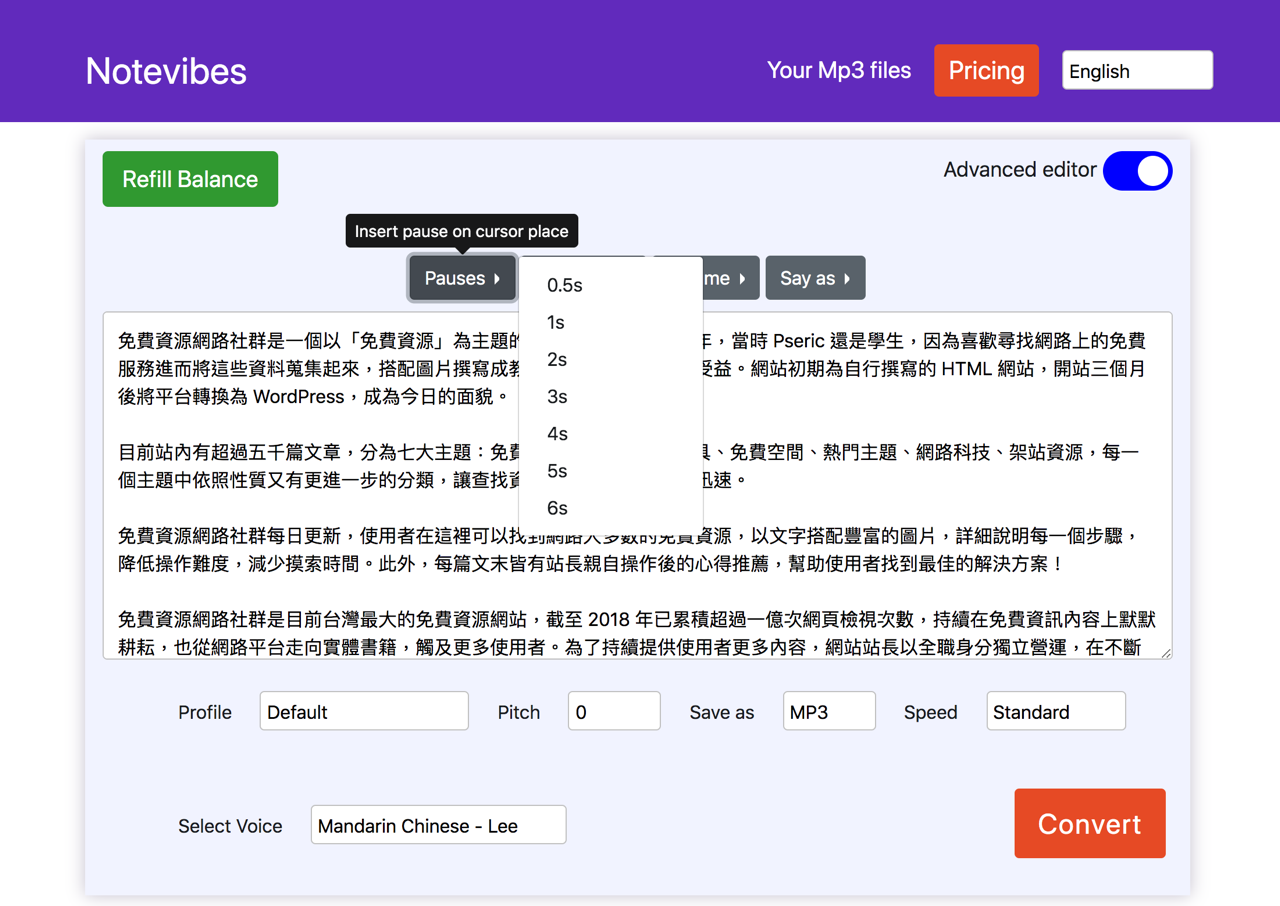 Notevibes
Your Mp3 files
Pricing
English
Refill Balance
Advanced editor
Insert pause on cursor place
Pauses
me
Say as
0.5s
1s
2s
3s
4s
5s
6s
免費資源網路社群是一個以「免費資源」為主題的 年，當時 Pseric 還是學生，因為喜歡尋找網路上的免費
服務進而將這些資料蒐集起來，搭配圖片撰寫成教 受益。網站初期為自行撰寫的 HTML 網站，開站三個月
後將平台轉換為 WordPress，成為今日的面貌。
目前站內有超過五千篇文章，分為七大主題：免費 具、免費空間、熱門主題、網路科技、架站資源，每一
個主題中依照性質又有更進一步的分類，讓查找資 迅速。
免費資源網路社群每日更新，使用者在這裡可以找到網路大多數的免費資源，以文字搭配豐富的圖片，詳細說明每一個步驟，
降低操作難度，減少摸索時間。此外，每篇文末皆有站長親自操作後的心得推薦，幫助使用者找到最佳的解決方案！
免費資源網路社群是目前台灣最大的免費資源網站，截至 2018 年已累積超過一億次網頁檢視次數，持續在免費資訊內容上默默
耕耘，也從網路平台走向實體書籍，觸及更多使用者。為了持續提供使用者更多內容，網站站長以全職身分獨立營運，在不斷
Profile
Default
Pitch
0
Save as
MP3
Speed
Standard
Select Voice
Mandarin Chinese - Lee
Convert